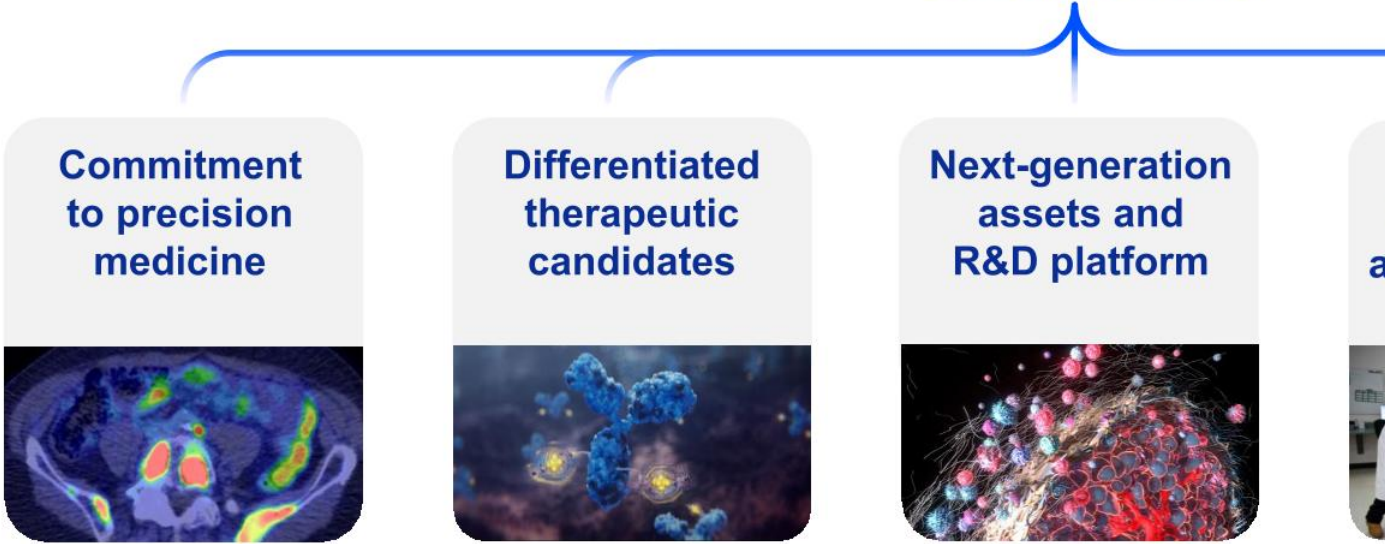 Commitment
to precision
medicine
Differentiated
therapeutic
candidates
Next-generation
assets and
R&D platform